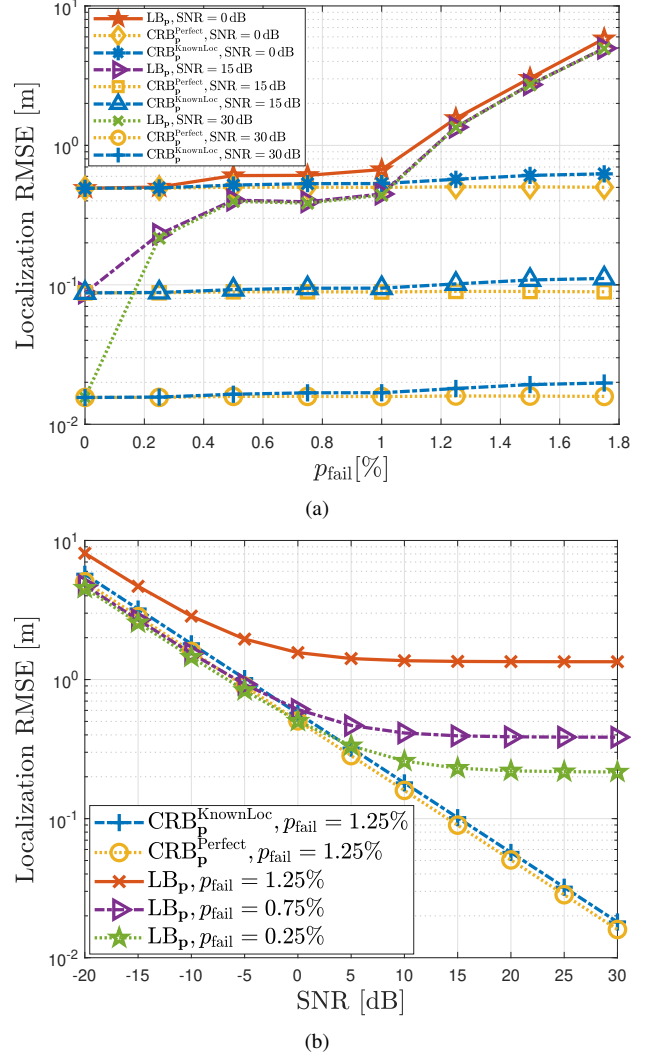 LB_p, SNR = 0 dB
CRB_p^Perfect, SNR = 0 dB
CRB_p^KnownLoc, SNR = 0 dB
LB_p, SNR = 15 dB
CRB_p^Perfect, SNR = 15 dB
CRB_p^KnownLoc, SNR = 15 dB
LB_p, SNR = 30 dB
CRB_p^Perfect, SNR = 30 dB
CRB_p^KnownLoc, SNR = 30 dB
10^1
10^0
10^-1
10^-2
Localization RMSE [m]
0 0.2 0.4 0.6 0.8 1 1.2 1.4 1.6 1.8
p_fail[%]
(a)
10^1
10^0
10^-1
10^-2
Localization RMSE [m]
CRB_p^KnownLoc, p_fail = 1.25%
CRB_p^Perfect, p_fail = 1.25%
LB_p, p_fail = 1.25%
LB_p, p_fail = 0.75%
LB_p, p_fail = 0.25%
-20 -15 -10 -5 0 5 10 15 20 25 30
SNR [dB]
(b)